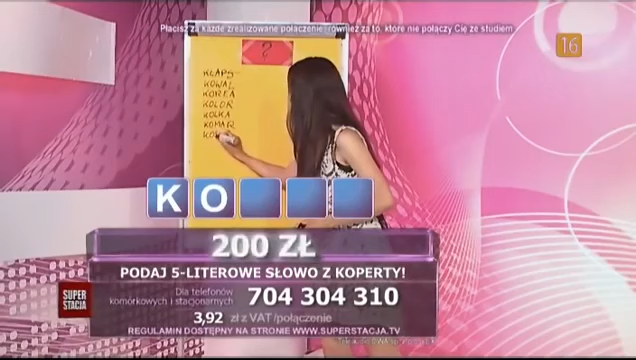 Płacisz za każde zrealizowane połączenie, również za to, które nie połączy Cię ze studiem
16
?
KLAPS
KOWAL
KOREA
KOLOR
KOLKA
KOMAR
KO
200 ZŁ
PODAJ 5-LITEROWE SŁOWO Z KOPERTY!
Dla telefonów
komórkowych i stacjonarnych 704 304 310
3,92 zł z VAT/połączenie
REGULAMIN DOSTĘPNY NA STRONIE WWW.SUPERSTACJA.TV
SUPER
STACJA